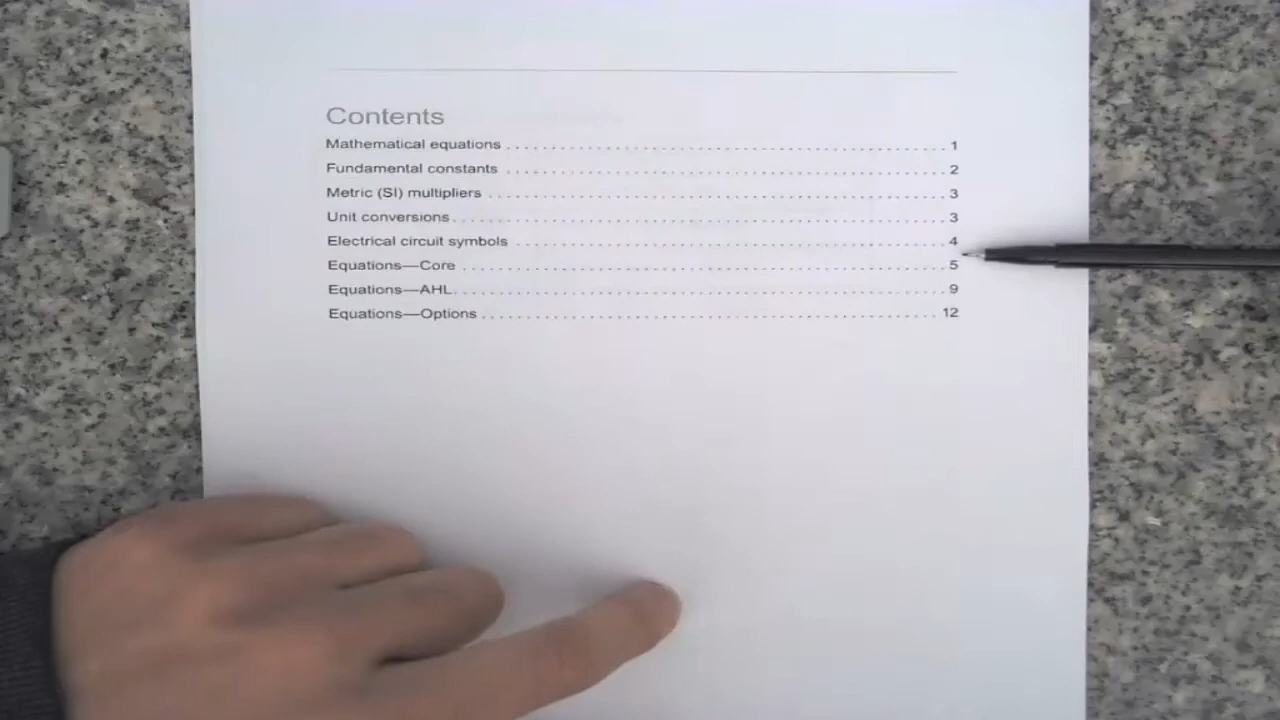 Contents
Mathematical equations . . . . . . . . . . . . . . . . . . . . . . . . . . . . . . . . . . . . . . . . . . . . . . . . . . . . . . . . 1
Fundamental constants . . . . . . . . . . . . . . . . . . . . . . . . . . . . . . . . . . . . . . . . . . . . . . . . . . . . . . . . 2
Metric (SI) multipliers . . . . . . . . . . . . . . . . . . . . . . . . . . . . . . . . . . . . . . . . . . . . . . . . . . . . . . . . . . 3
Unit conversions . . . . . . . . . . . . . . . . . . . . . . . . . . . . . . . . . . . . . . . . . . . . . . . . . . . . . . . . . . . . . . 3
Electrical circuit symbols . . . . . . . . . . . . . . . . . . . . . . . . . . . . . . . . . . . . . . . . . . . . . . . . . . . . . . . 4
Equations—Core . . . . . . . . . . . . . . . . . . . . . . . . . . . . . . . . . . . . . . . . . . . . . . . . . . . . . . . . . . . . . 5
Equations—AHL . . . . . . . . . . . . . . . . . . . . . . . . . . . . . . . . . . . . . . . . . . . . . . . . . . . . . . . . . . . . . . 9
Equations—Options . . . . . . . . . . . . . . . . . . . . . . . . . . . . . . . . . . . . . . . . . . . . . . . . . . . . . . . . . . 12